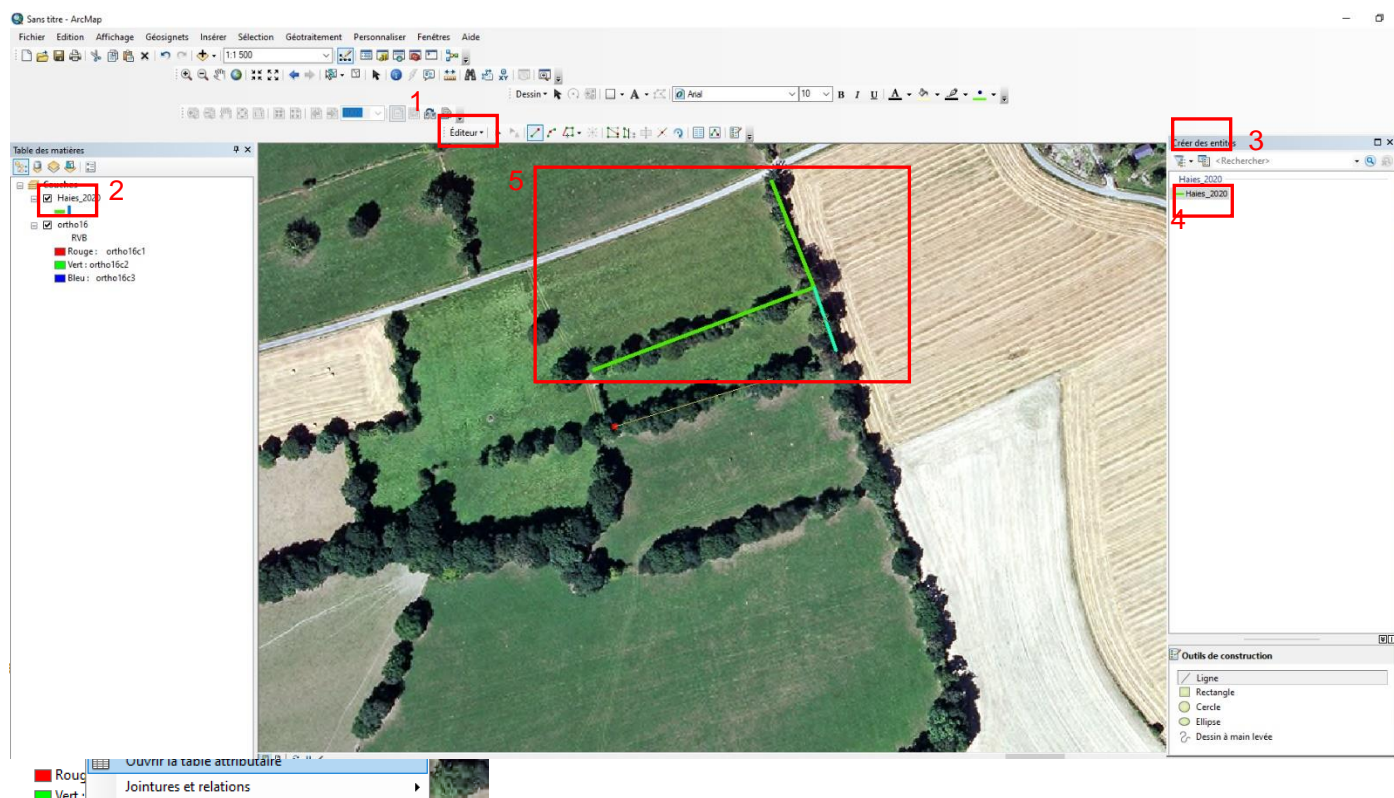 Sans titre - ArcMap
Fichier Edition Affichage Géosignets Insérer Sélection Géotraitement Personnaliser Fenêtres Aide
1:1 500
Dessin A Arial 10 B I U A
1
Éditeur
Table des matières
Couches
Haies_2020
2
ortho16
RVB
Rouge : ortho16c1
Vert : ortho16c2
Bleu : ortho16c3
5
Créer des entités
3
<Rechercher>
Haies_2020
Haies_2020
4
Outils de construction
Ligne
Rectangle
Cercle
Ellipse
Dessin à main levée
Ouvrir la table attributaire
Roug
Jointures et relations
Vert :